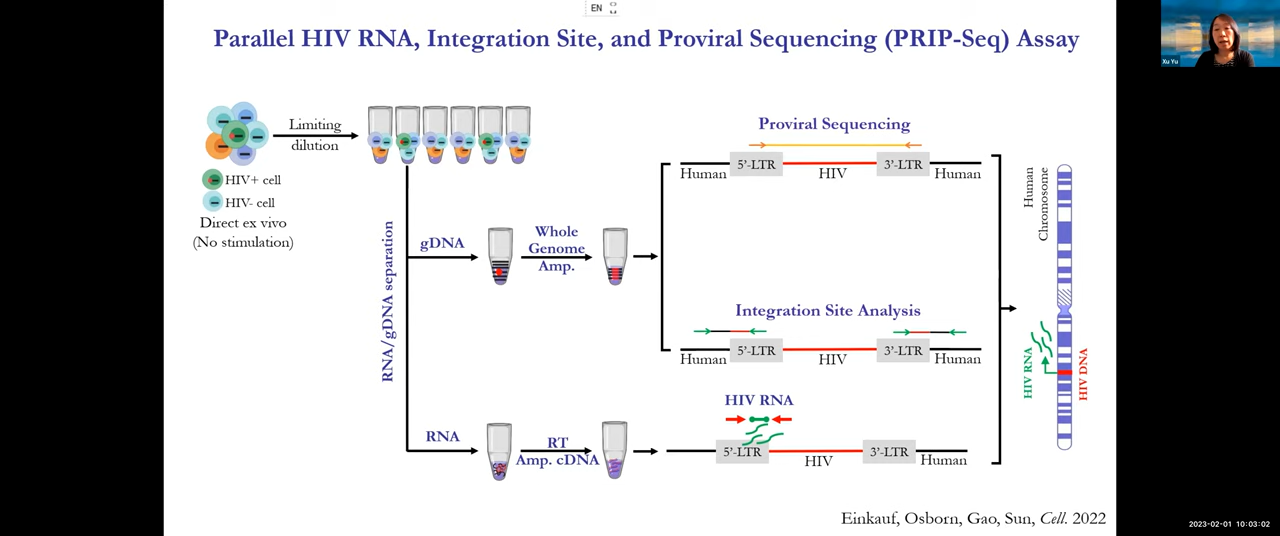 EN
Parallel HIV RNA, Integration Site, and Proviral Sequencing (PRIP-Seq) Assay
Xu Yu
Limiting
dilution
HIV+ cell
HIV- cell
Direct ex vivo
(No stimulation)
RNA/gDNA separation
gDNA
Whole
Genome
Amp.
Proviral Sequencing
5’-LTR
3’-LTR
Human
HIV
Human
Integration Site Analysis
5’-LTR
3’-LTR
Human
HIV
Human
RNA
RT
Amp. cDNA
HIV RNA
5’-LTR
3’-LTR
HIV
Human
Human
Chromosome
HIV RNA
HIV DNA
Einkauf, Osborn, Gao, Sun, Cell. 2022
2023-02-01 10:03:02